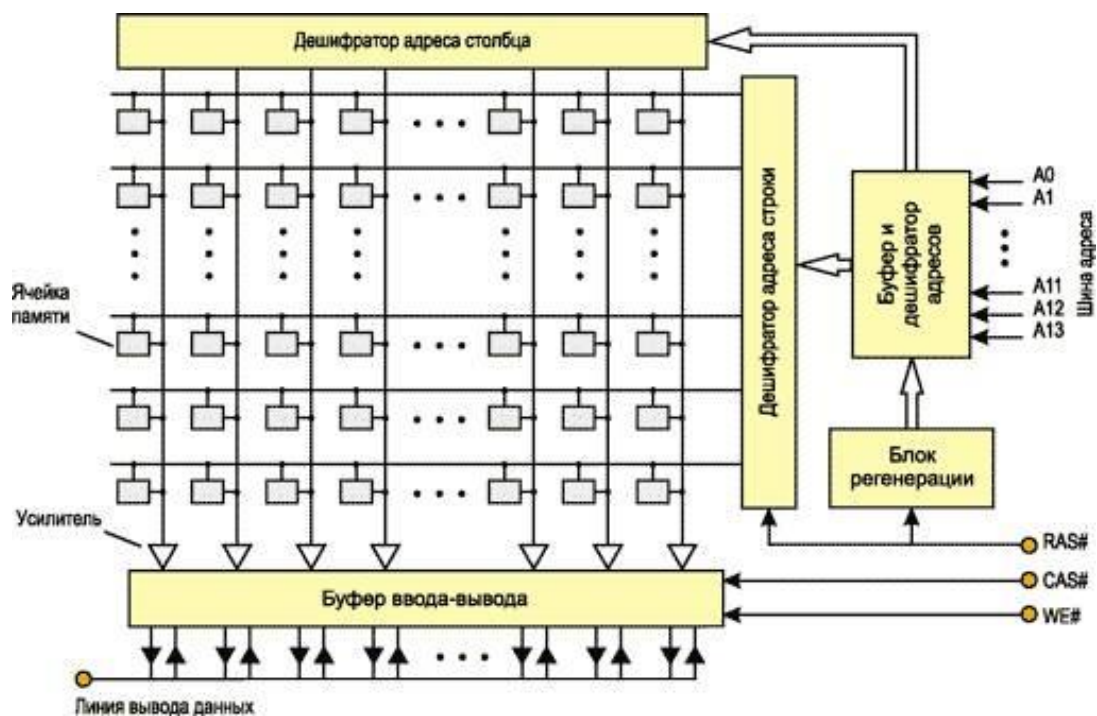 Дешифратор адреса столбца
Дешифратор адреса строки
Буфер и
дешифратор
адресов
A0
A1
A11
A12
A13
Шина адреса
Ячейка
памяти
Блок
регенерации
Усилитель
RAS#
CAS#
WE#
Буфер ввода-вывода
Линия вывода данных